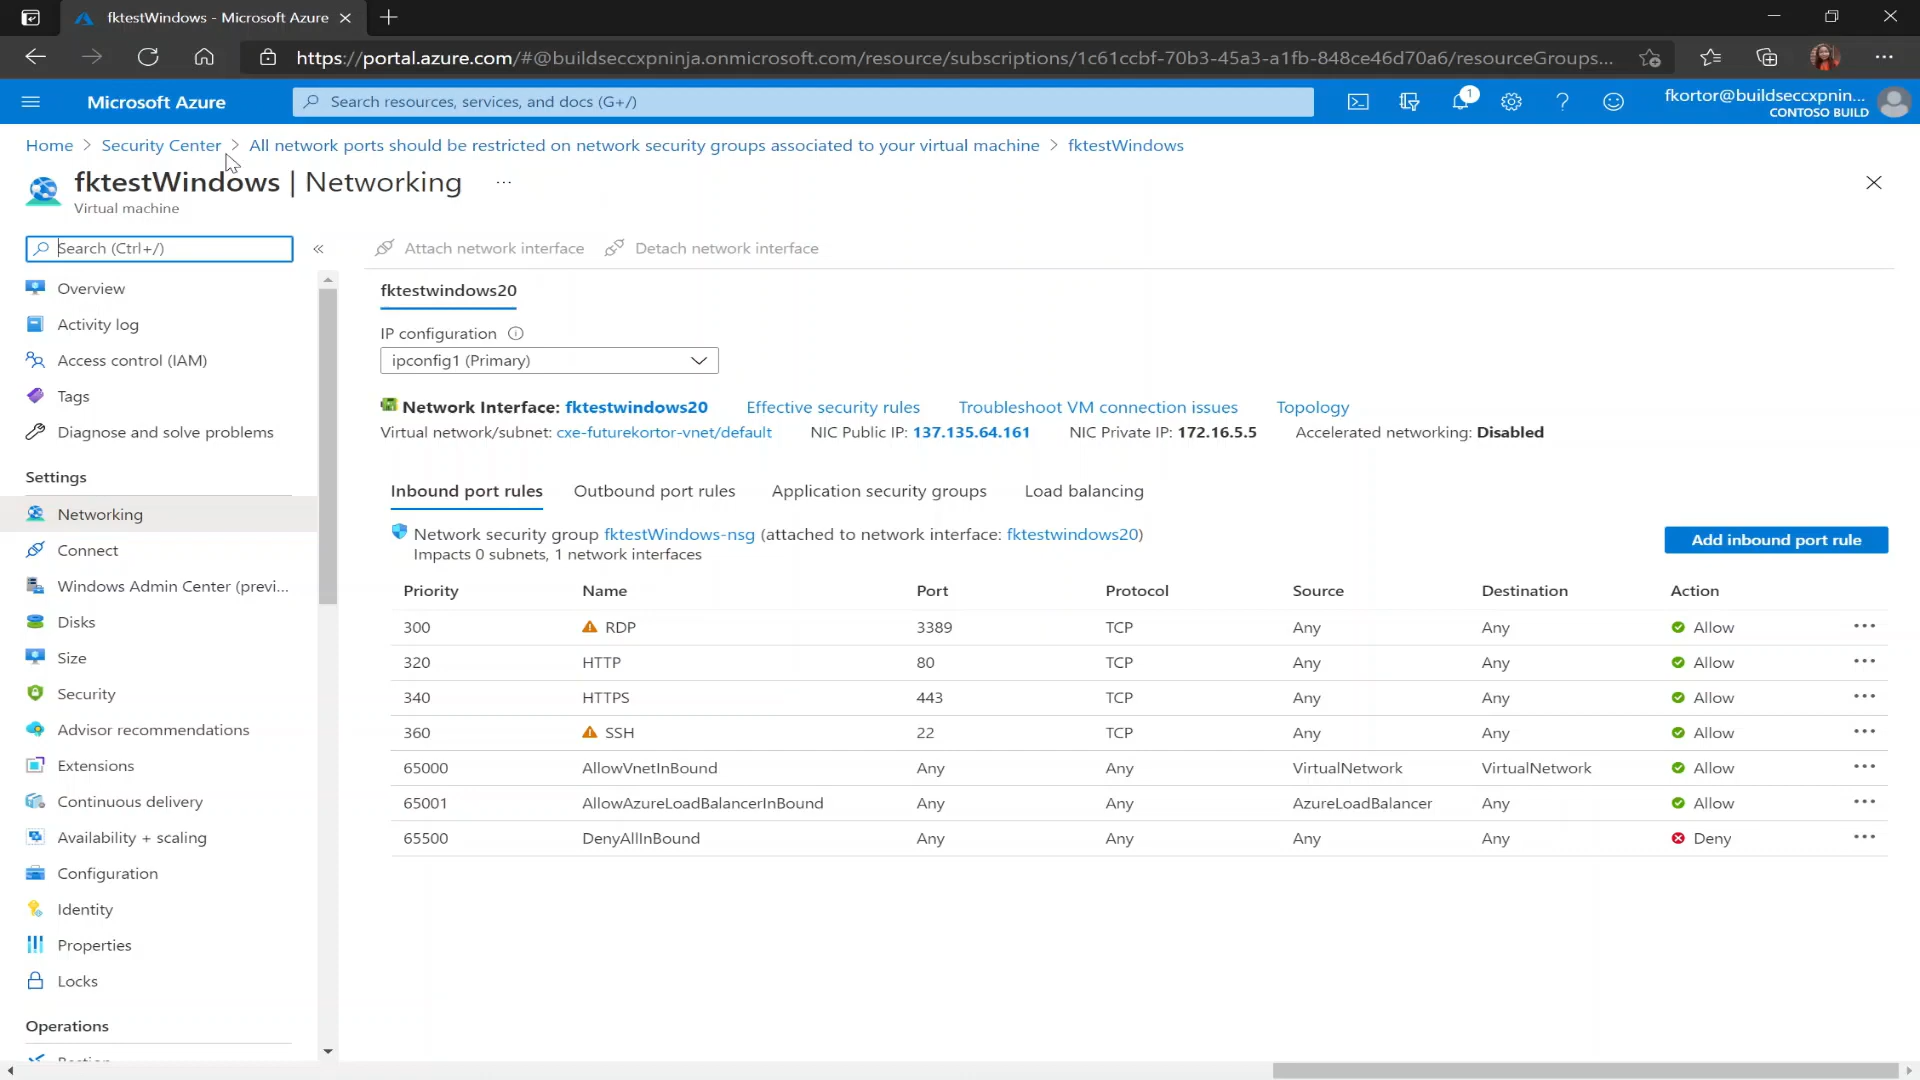 fktestWindows - Microsoft Azure
https://portal.azure.com/#@buildseccxpninja.onmicrosoft.com/resource/subscriptions/1c61ccbf-70b3-45a3-a1fb-848ce46d70a6/resourceGroups...
Microsoft Azure
Search resources, services, and docs (G+/)
1
fkortor@buildseccxpnin...
CONTOSO BUILD
Home > Security Center > All network ports should be restricted on network security groups associated to your virtual machine > fktestWindows
fktestWindows | Networking ...
Virtual machine
Search (Ctrl+/)
«
Attach network interface
Detach network interface
Overview
Activity log
Access control (IAM)
Tags
Diagnose and solve problems
Settings
Networking
Connect
Windows Admin Center (previ...
Disks
Size
Security
Advisor recommendations
Extensions
Continuous delivery
Availability + scaling
Configuration
Identity
Properties
Locks
Operations
fktestwindows20
IP configuration
ipconfig1 (Primary)
Network Interface: fktestwindows20 Effective security rules Troubleshoot VM connection issues Topology
Virtual network/subnet: cxe-futurekortor-vnet/default NIC Public IP: 137.135.64.161 NIC Private IP: 172.16.5.5 Accelerated networking: Disabled
Inbound port rules Outbound port rules Application security groups Load balancing
Network security group fktestWindows-nsg (attached to network interface: fktestwindows20)
Impacts 0 subnets, 1 network interfaces
Add inbound port rule
Priority Name Port Protocol Source Destination Action
300 RDP 3389 TCP Any Any Allow ...
320 HTTP 80 TCP Any Any Allow ...
340 HTTPS 443 TCP Any Any Allow ...
360 SSH 22 TCP Any Any Allow ...
65000 AllowVnetInBound Any Any VirtualNetwork VirtualNetwork Allow ...
65001 AllowAzureLoadBalancerInBound Any Any AzureLoadBalancer Any Allow ...
65500 DenyAllInBound Any Any Any Any Deny ...